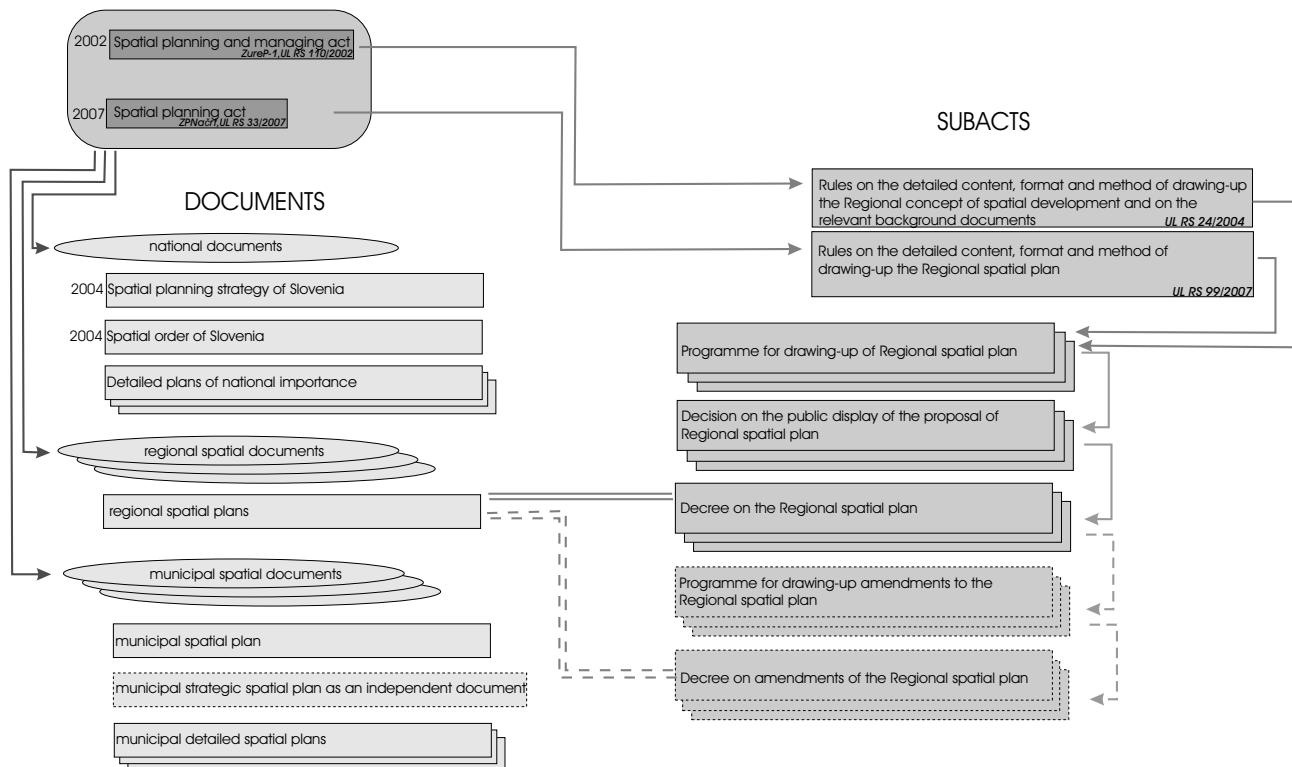 2002 Spatial planning and managing act
ZureP-1,UL RS 110/2002
2007 Spatial planning act
ZPNačrt,UL RS 33/2007
DOCUMENTS
national documents
2004 Spatial planning strategy of Slovenia
2004 Spatial order of Slovenia
Detailed plans of national importance
regional spatial documents
regional spatial plans
municipal spatial documents
municipal spatial plan
municipal strategic spatial plan as an independent document
municipal detailed spatial plans
SUBACTS
Rules on the detailed content, format and method of drawing-up
the Regional concept of spatial development and on the
relevant background documents
UL RS 24/2004
Rules on the detailed content, format and method of
drawing-up the Regional spatial plan
UL RS 99/2007
Programme for drawing-up of Regional spatial plan
Decision on the public display of the proposal of
Regional spatial plan
Decree on the Regional spatial plan
Programme for drawing-up amendments to the
Regional spatial plan
Decree on amendments of the Regional spatial plan